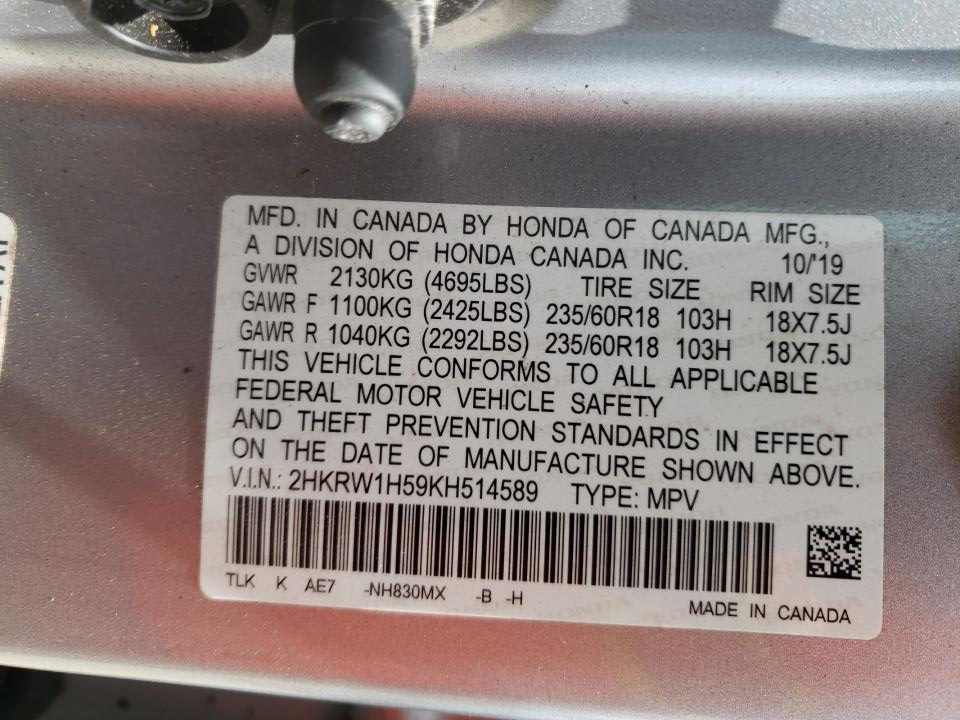 MFD. IN CANADA BY HONDA OF CANADA MFG.,
A DIVISION OF HONDA CANADA INC. 10/'19
GVWR 2130KG (4695LBS) TIRE SIZE RIM SIZE
GAWR F 1100KG (2425LBS) 235/60R18 103H 18X7.5J
GAWR R 1040KG (2292LBS) 235/60R18 103H 18X7.5J
THIS VEHICLE CONFORMS TO ALL APPLICABLE
FEDERAL MOTOR VEHICLE SAFETY
AND THEFT PREVENTION STANDARDS IN EFFECT
ON THE DATE OF MANUFACTURE SHOWN ABOVE.
V.I.N.: 2HKRW1H59KH514589 TYPE: MPV
TLK K AE7 -NH830MX -B -H
MADE IN CANADA